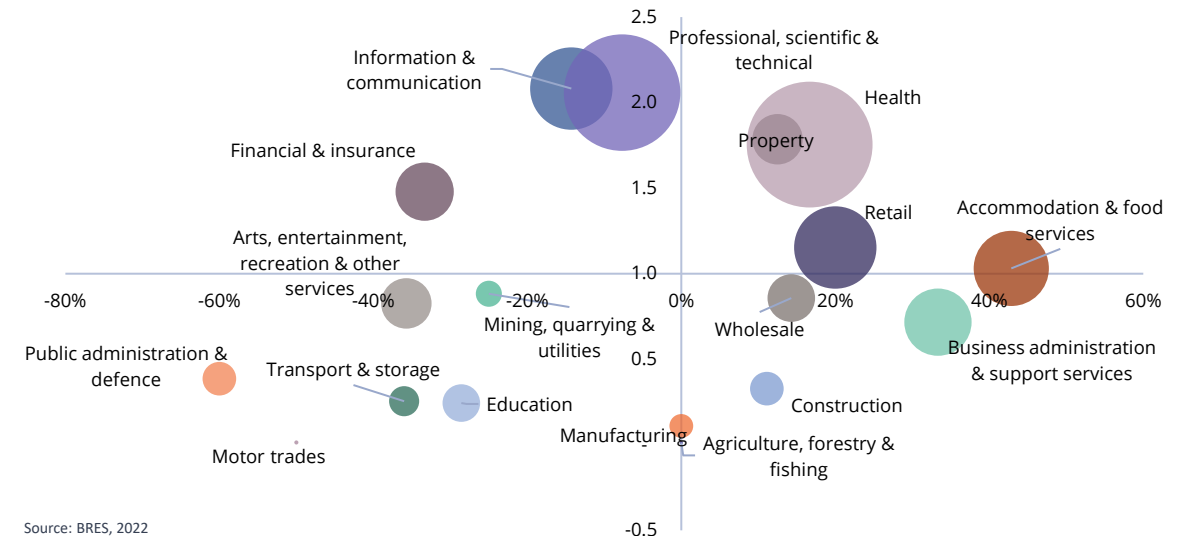 2.5
Professional, scientific &
technical
Information &
communication
Health
2.0
Property
Financial & insurance
1.5
Retail
Accommodation & food
services
Arts, entertainment,
recreation & other
services
1.0
-80%
-60%
-40%
-20%
0%
20%
40%
60%
Mining, quarrying &
utilities
Wholesale
Business administration
& support services
Public administration &
defence
0.5
Transport & storage
Education
Construction
Manufacturing
-
Agriculture, forestry &
fishing
Motor trades
Source: BRES, 2022
-0.5